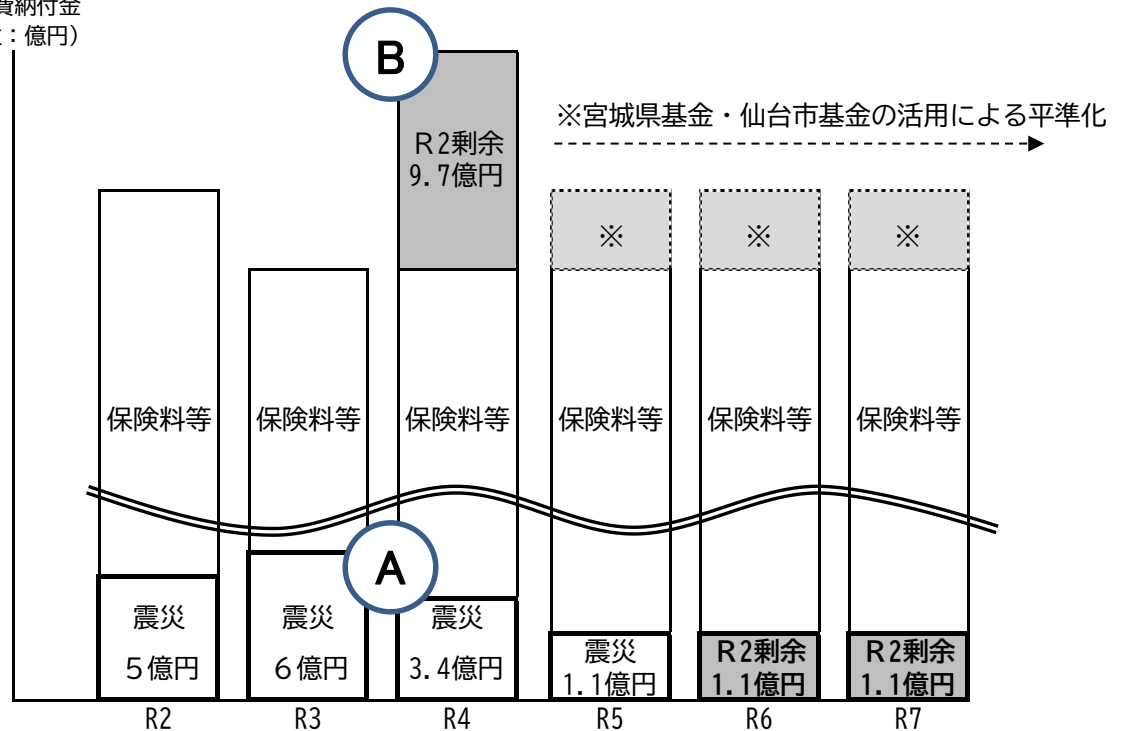 費納付金
：億円）
B
Ｒ2剰余
9.7億円
※宮城県基金・仙台市基金の活用による平準化
※
※
※
保険料等
保険料等
保険料等
保険料等
保険料等
保険料等
A
震災
５億円
震災
６億円
震災
3.4億円
震災
1.1億円
Ｒ2剰余
1.1億円
Ｒ2剰余
1.1億円
R2
R3
R4
R5
R6
R7